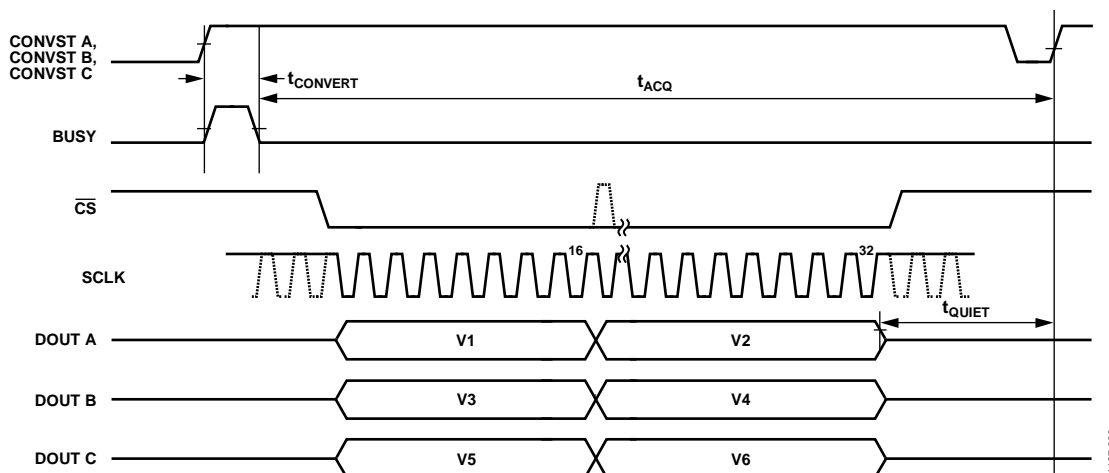 CONVST A,
CONVST B,
CONVST C
tCONVERT
tACQ
BUSY
CS
SCLK
16
32
tQUIET
DOUT A
V1
V2
DOUT B
V3
V4
DOUT C
V5
V6